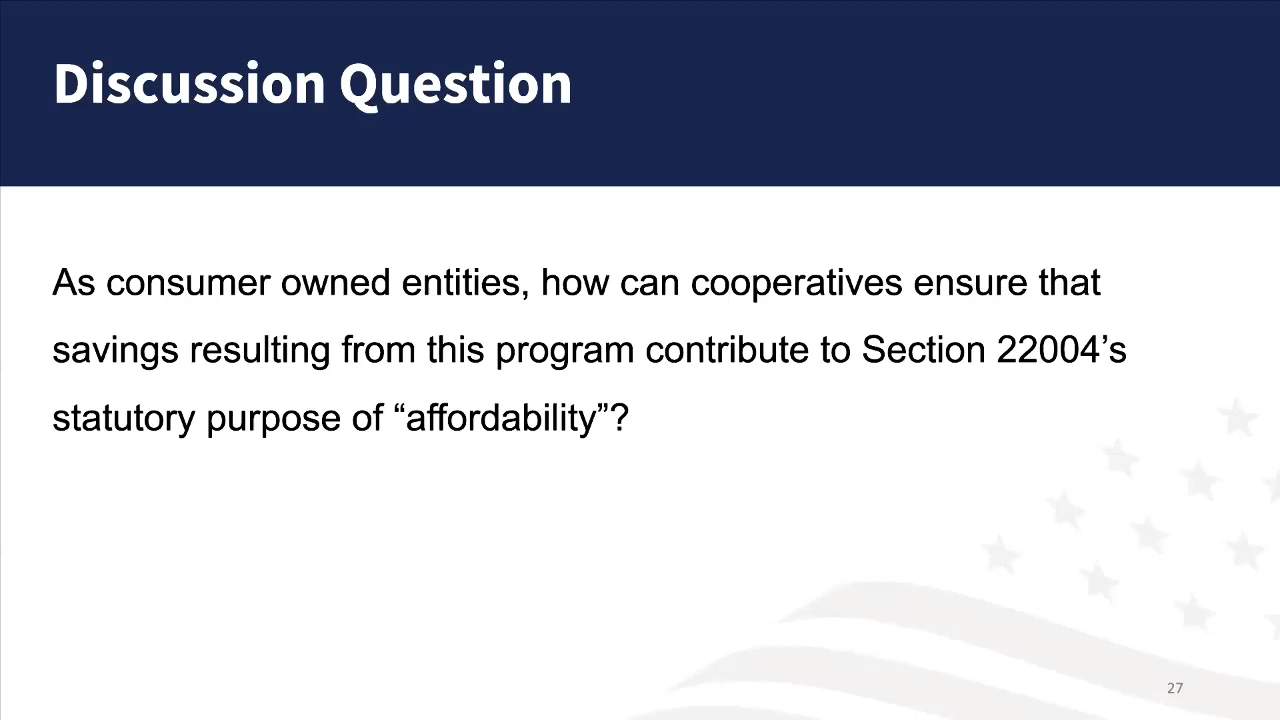 Discussion Question
As consumer owned entities, how can cooperatives ensure that
savings resulting from this program contribute to Section 22004’s
statutory purpose of “affordability”?
27